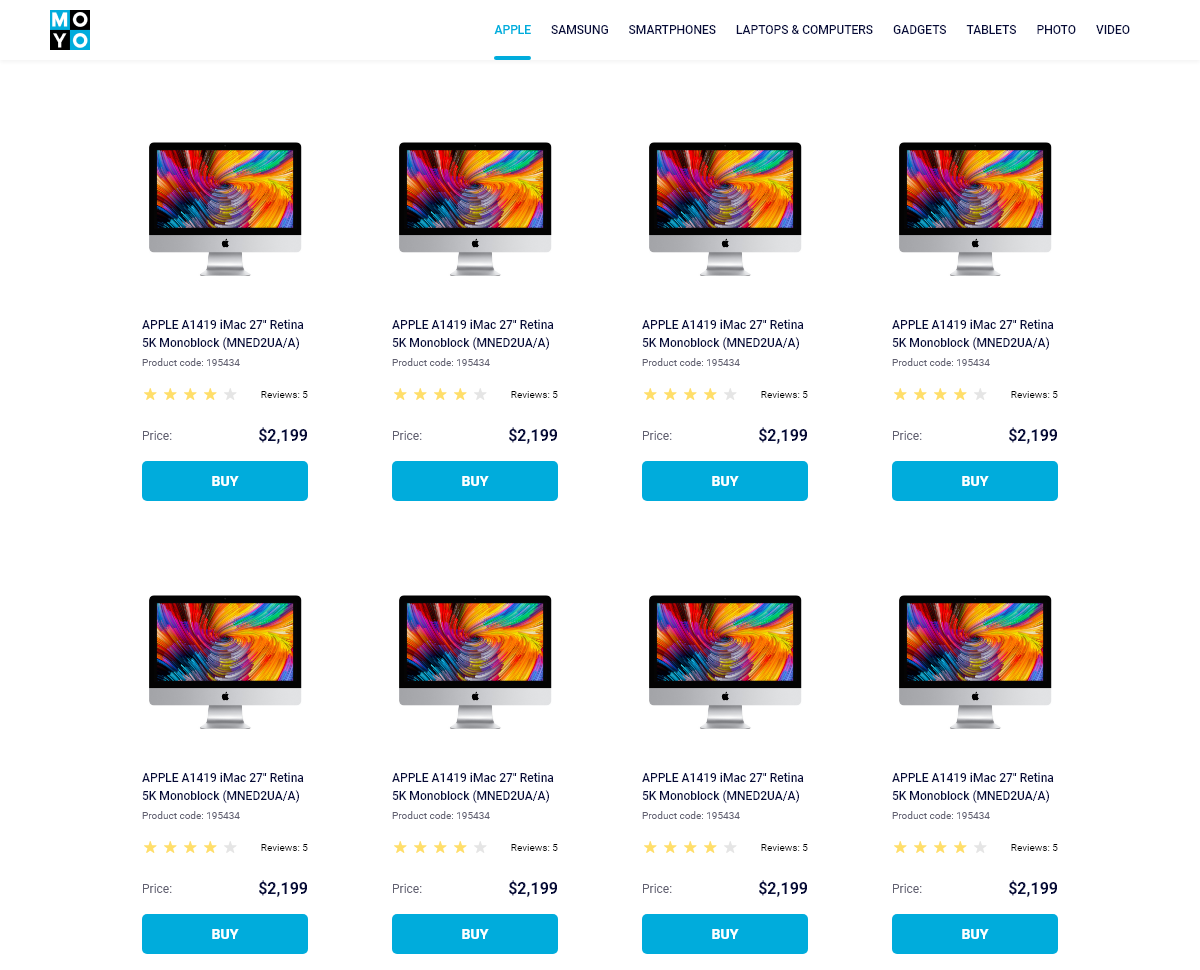 MO
YO
APPLE SAMSUNG SMARTPHONES LAPTOPS & COMPUTERS GADGETS TABLETS PHOTO VIDEO
APPLE A1419 iMac 27" Retina APPLE A1419 iMac 27" Retina APPLE A1419 iMac 27" Retina APPLE A1419 iMac 27" Retina
5K Monoblock (MNED2UA/A) 5K Monoblock (MNED2UA/A) 5K Monoblock (MNED2UA/A) 5K Monoblock (MNED2UA/A)
Product code: 195434 Product code: 195434 Product code: 195434 Product code: 195434
Reviews: 5 Reviews: 5 Reviews: 5 Reviews: 5
Price: $2,199 Price: $2,199 Price: $2,199 Price: $2,199
BUY BUY BUY BUY
APPLE A1419 iMac 27" Retina APPLE A1419 iMac 27" Retina APPLE A1419 iMac 27" Retina APPLE A1419 iMac 27" Retina
5K Monoblock (MNED2UA/A) 5K Monoblock (MNED2UA/A) 5K Monoblock (MNED2UA/A) 5K Monoblock (MNED2UA/A)
Product code: 195434 Product code: 195434 Product code: 195434 Product code: 195434
Reviews: 5 Reviews: 5 Reviews: 5 Reviews: 5
Price: $2,199 Price: $2,199 Price: $2,199 Price: $2,199
BUY BUY BUY BUY